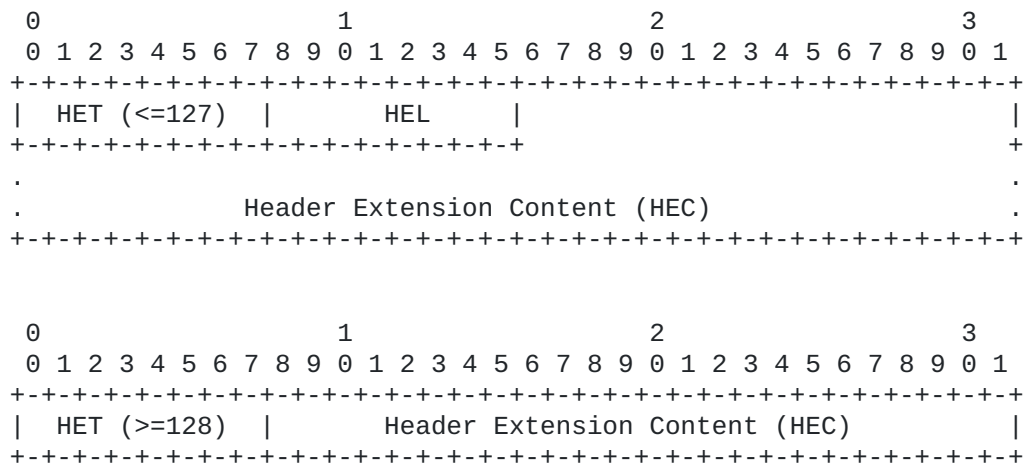 0                   1                   2                   3
 0 1 2 3 4 5 6 7 8 9 0 1 2 3 4 5 6 7 8 9 0 1 2 3 4 5 6 7 8 9 0 1
+-+-+-+-+-+-+-+-+-+-+-+-+-+-+-+-+-+-+-+-+-+-+-+-+-+-+-+-+-+-+-+-+
|  HET (<=127)  |       HEL     |                               |
+-+-+-+-+-+-+-+-+-+-+-+-+-+-+-+-+                               +
.                                                               .
.              Header Extension Content (HEC)                   .
+-+-+-+-+-+-+-+-+-+-+-+-+-+-+-+-+-+-+-+-+-+-+-+-+-+-+-+-+-+-+-+-+

 0                   1                   2                   3
 0 1 2 3 4 5 6 7 8 9 0 1 2 3 4 5 6 7 8 9 0 1 2 3 4 5 6 7 8 9 0 1
+-+-+-+-+-+-+-+-+-+-+-+-+-+-+-+-+-+-+-+-+-+-+-+-+-+-+-+-+-+-+-+-+
|  HET (>=128)  |       Header Extension Content (HEC)          |
+-+-+-+-+-+-+-+-+-+-+-+-+-+-+-+-+-+-+-+-+-+-+-+-+-+-+-+-+-+-+-+-+